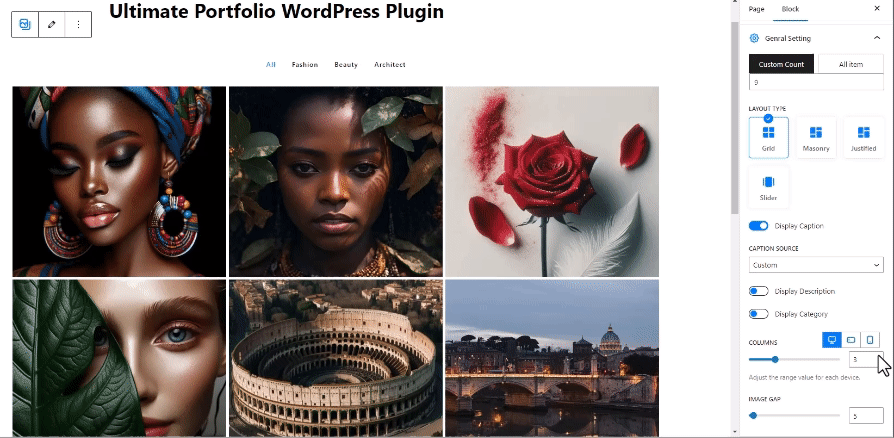 Ultimate Portfolio WordPress Plugin
All Fashion Beauty Architect
Page Block
Genral Setting
Custom Count All item
9
LAYOUT TYPE
Grid Masonry Justified
Slider
Display Caption
CAPTION SOURCE
Custom
Display Description
Display Category
COLUMNS
3
Adjust the range value for each device.
IMAGE GAP
5